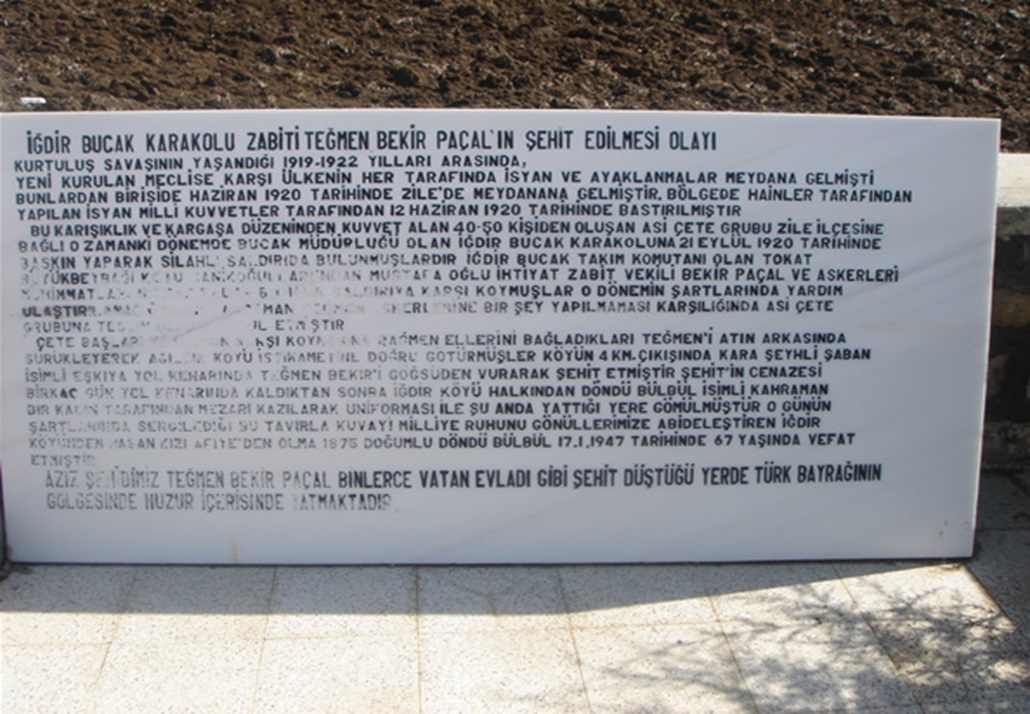 İĞDİR BUCAK KARAKOLU ZABİTİ TEĞMEN BEKİR PAÇAL'IN ŞEHİT EDİLMESİ OLAYI
KURTULUŞ SAVAŞININ YAŞANDIĞI 1919-1922 YILLARI ARASINDA,
YENİ KURULAN MECLİSE KARŞI ÜLKENİN HER TARAFINDA İSYAN VE AYAKLANMALAR MEYDANA GELMİŞTİ
BUNLARDAN BİRİSİDE HAZİRAN 1920 TARİHİNDE ZİLE'DE MEYDANANA GELMİŞTİR. BÖLGEDE HAİNLER TARAFINDAN
YAPILAN İSYAN MİLLİ KUVVETLER TARAFINDAN 12 HAZİRAN 1920 TARİHİNDE BASTIRILMIŞTIR
BU KARIŞIKLIK VE KARGAŞA DÜZENİNDEN KUVVET ALAN 40-50 KİŞİDEN OLUŞAN ASİ ÇETE GRUBU ZİLE İLÇESİNE
BAĞLI O ZAMANKİ DÖNEMDE BUCAK MÜDÜRLÜĞÜ OLAN İĞDIR BUCAK KARAKOLUNA 21 EYLÜL 1920 TARİHİNDE
BASKIN YAPARAK SİLAHLI SALDIRIDA BULUNMUŞLARDIR İĞDIR BUCAK TAKIM KOMUTANI OLAN TOKAT
MUSTAFA OĞLU İHTİYAT ZABİT VEKİLİ BEKİR PAÇAL VE ASKERLERİ
SALDIRIYA KARŞI KOYMUŞLAR O DÖNEMİN ŞARTLARINDA YARDIM
BİR ŞEY YAPILMAMASI KARŞILIĞINDA ASİ ÇETE
GRUBUNA ETMİŞTİR
ÇETE RAĞMEN ELLERİNİ BAĞLADIKLARI TEĞMEN'İ ATIN ARKASINDA
SÜRÜKLEYEREK KÖYÜ İSTİKAMETİNE DOĞRU GÖTÜRMÜŞLER KÖYÜN 4 KM. ÇIKIŞINDA KARA ŞEYHLİ ŞABAN
İSİMLİ EŞKIYA YOL KENARINDA TEĞMEN BEKİR'İ GÖĞSÜDEN VURARAK ŞEHİT ETMİŞTİR ŞEHİT'İN CENAZESİ
BİRKAÇ GÜN YOL KENARINDA KALDIKTAN SONRA İĞDIR KÖYÜ HALKINDAN DÖNDÜ BÜLBÜL İSİMLİ KAHRAMAN
BİR KADIN TARAFINDAN MEZARI KAZILARAK UNİFORMASI İLE ŞU ANDA YATTIĞI YERE GÖMÜLMÜŞTÜR O GÜNÜN
ŞARTLARINDA SERGİLEDİĞİ ŞU TAVIRLA KUVAYİ MİLLİYE RUHUNU GÖNÜLLERİMİZE ABİDELEŞTİREN İĞDIR
KÖYÜNDEN HASAN KIZI AFİYE'DEN OLMA 1875 DOĞUMLU DÖNDÜ BÜLBÜL 17.1.1947 TARİHİNDE 67 YAŞINDA VEFAT
ETMİŞTİR
AZİZ ŞEHİDİMİZ TEĞMEN BEKİR PAÇAL BİNLERCE VATAN EVLADI GİBİ ŞEHİT DÜŞTÜĞÜ YERDE TÜRK BAYRAĞININ
GÖLGESİNDE HUZUR İÇERİSİNDE YATMAKTADIR